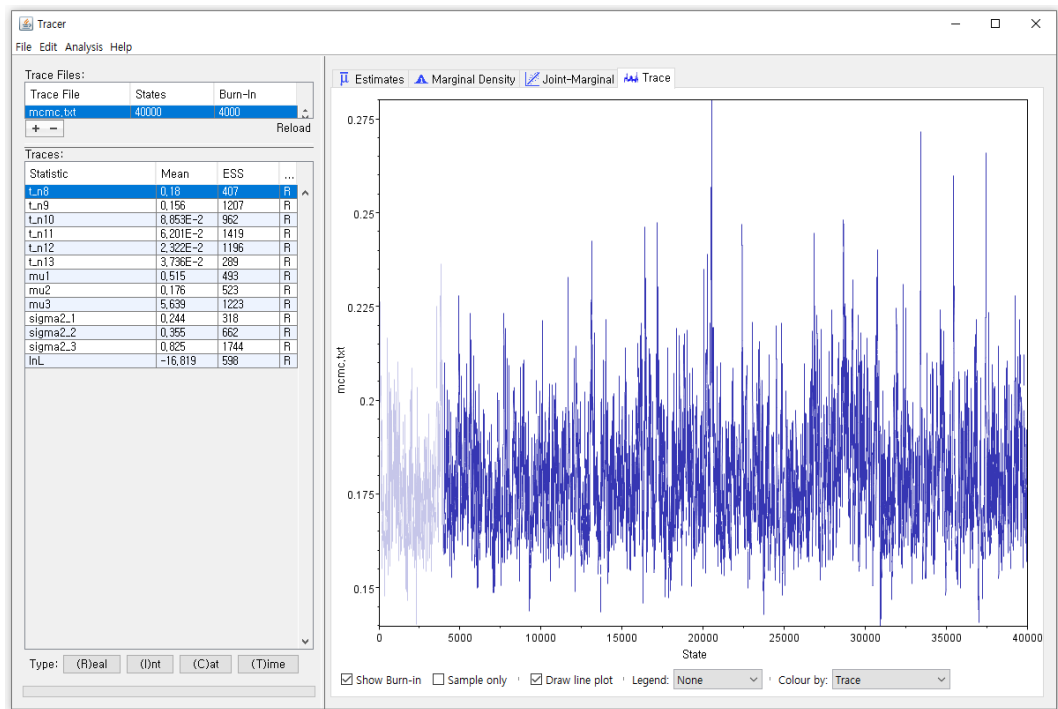 Tracer
File Edit Analysis Help
Trace Files:
Trace File States Burn-In
mcmc,txt 40000 4000
+ - Reload
Traces:
Statistic Mean ESS ...
t_n8 0,18 407 R
t_n9 0,156 1207 R
t_n10 8,853E-2 962 R
t_n11 6,201E-2 1419 R
t_n12 2,322E-2 1196 R
t_n13 3,736E-2 289 R
mu1 0,515 493 R
mu2 0,176 523 R
mu3 5,639 1223 R
sigma2_1 0,244 318 R
sigma2_2 0,355 662 R
sigma2_3 0,825 1744 R
lnL -16,819 598 R
Type: (R)eal (I)nt (C)at (T)ime
Estimates Marginal Density Joint-Marginal Trace
0.275
0.25
0.225
0.2
0.175
0.15
mcmc.txt
0 5000 10000 15000 20000 25000 30000 35000 40000
State
Show Burn-in Sample only Draw line plot Legend: None Colour by: Trace